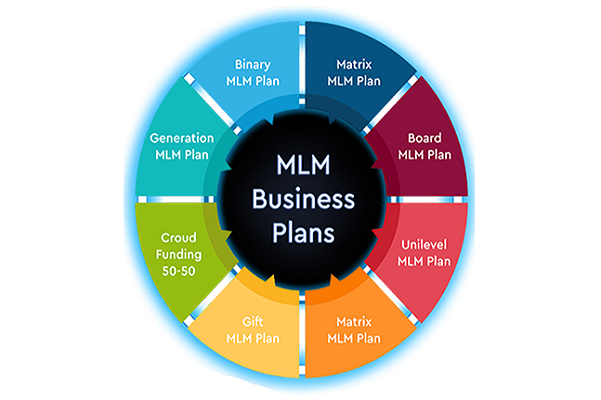 MLM
Business
Plans
Binary
MLM Plan
Matrix
MLM Plan
Board
MLM Plan
Unilevel
MLM Plan
Matrix
MLM Plan
Gift
MLM Plan
Croud
Funding
50-50
Generation
MLM Plan